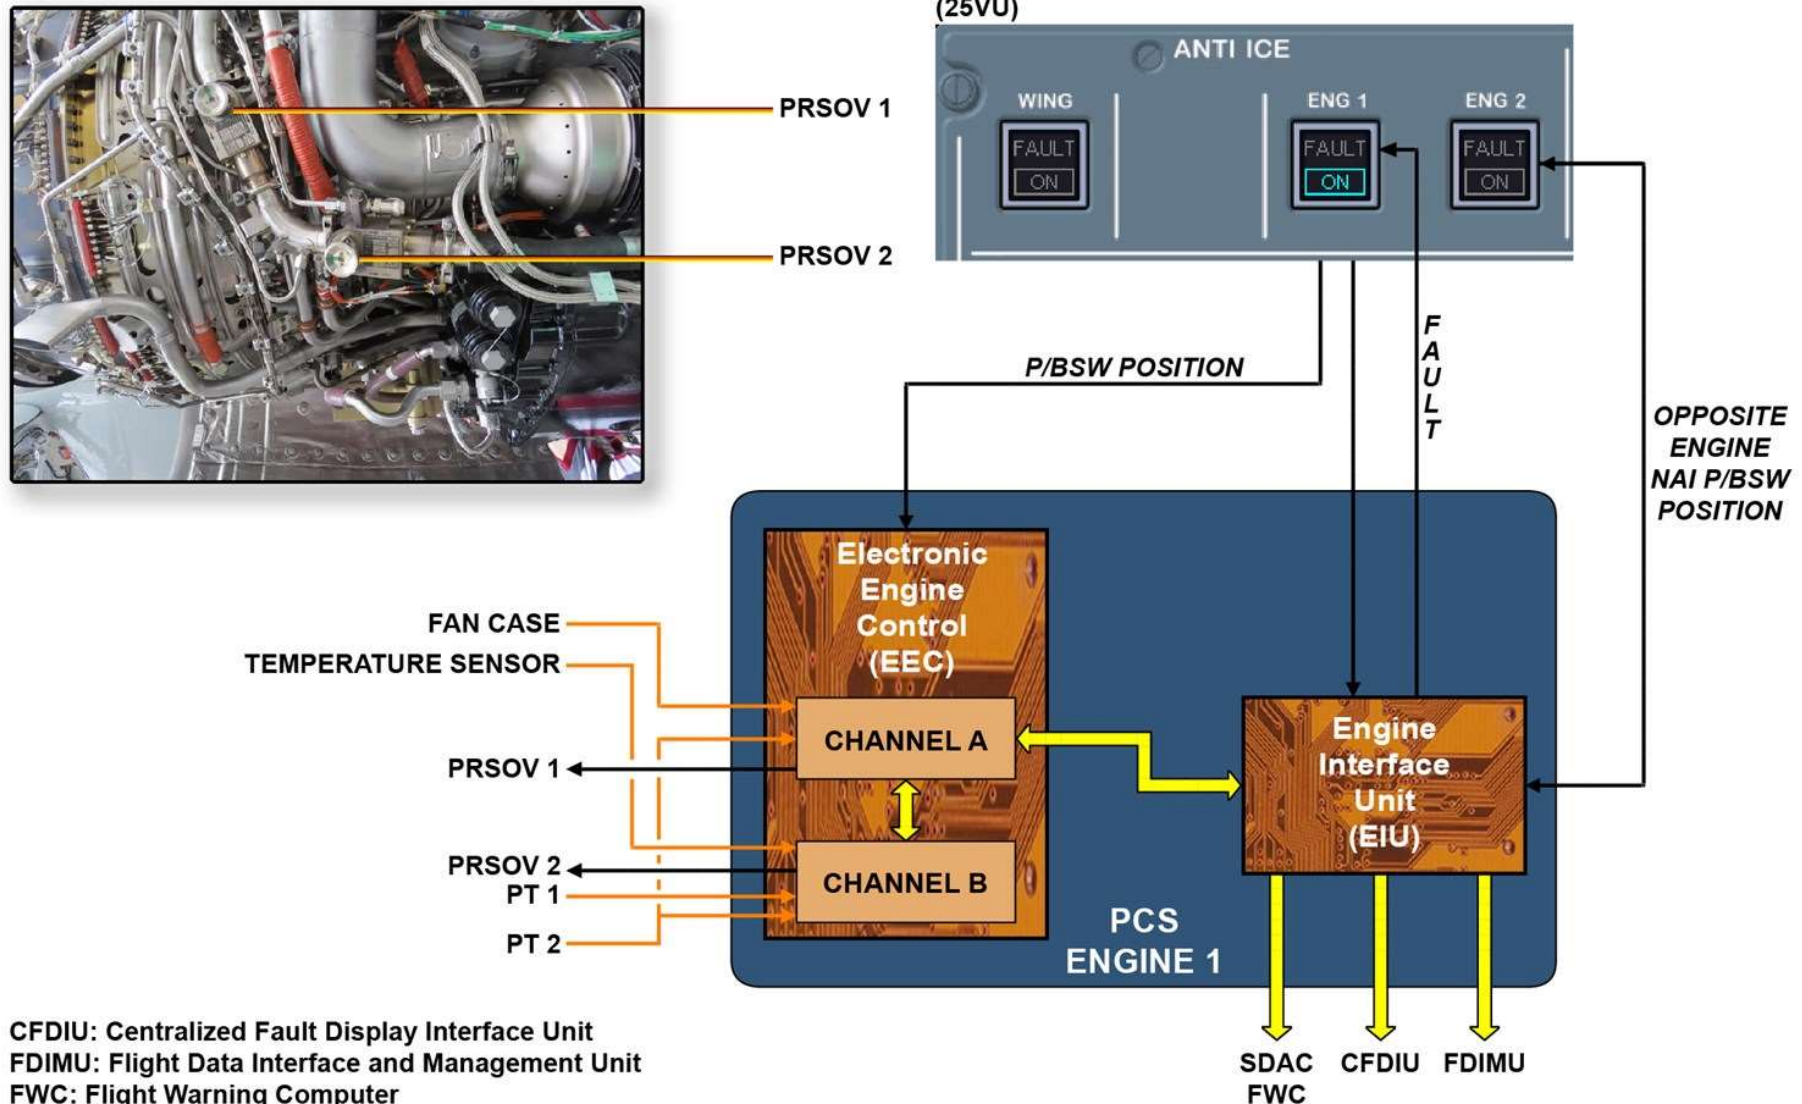 (25VU)
ANTI ICE
WING
ENG 1
ENG 2
FAULT
ON
FAULT
ON
FAULT
ON
PRSOV 1
PRSOV 2
P/BSW POSITION
FAULT
OPPOSITE
ENGINE
NAI P/BSW
POSITION
Electronic
Engine
Control
(EEC)
FAN CASE
TEMPERATURE SENSOR
CHANNEL A
PRSOV 1
PRSOV 2
PT 1
PT 2
CHANNEL B
Engine
Interface
Unit
(EIU)
PCS
ENGINE 1
SDAC
FWC
CFDIU
FDIMU
CFDIU: Centralized Fault Display Interface Unit
FDIMU: Flight Data Interface and Management Unit
FWC: Flight Warning Computer